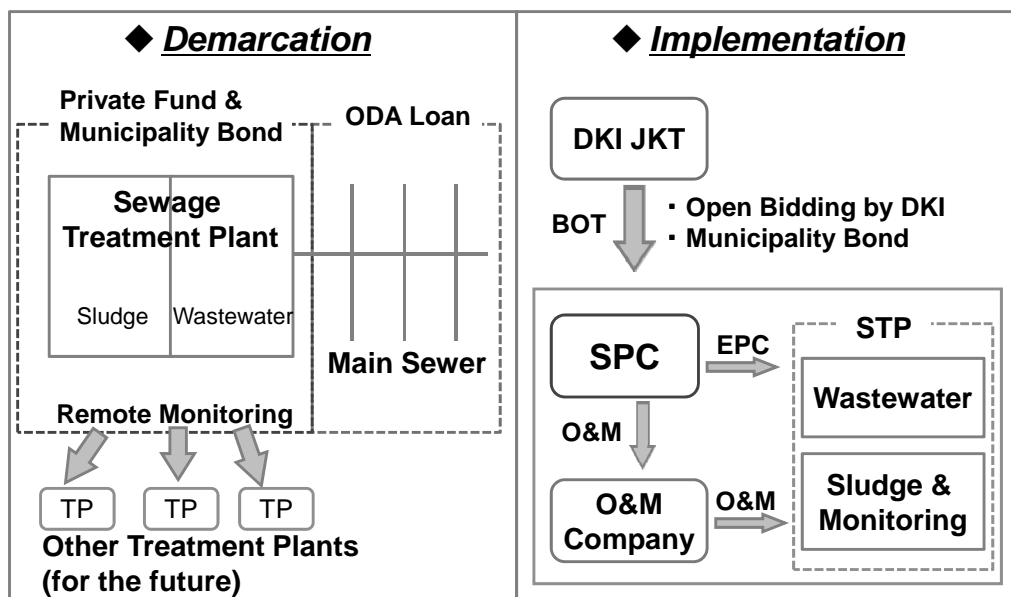 ◆ Demarcation
Private Fund &
Municipality Bond
ODA Loan
Sewage
Treatment Plant
Sludge
Wastewater
Main Sewer
Remote Monitoring
TP
TP
TP
Other Treatment Plants
(for the future)
◆ Implementation
DKI JKT
BOT
・Open Bidding by DKI
・Municipality Bond
SPC
EPC
STP
Wastewater
O&M
O&M
Company
O&M
Sludge &
Monitoring